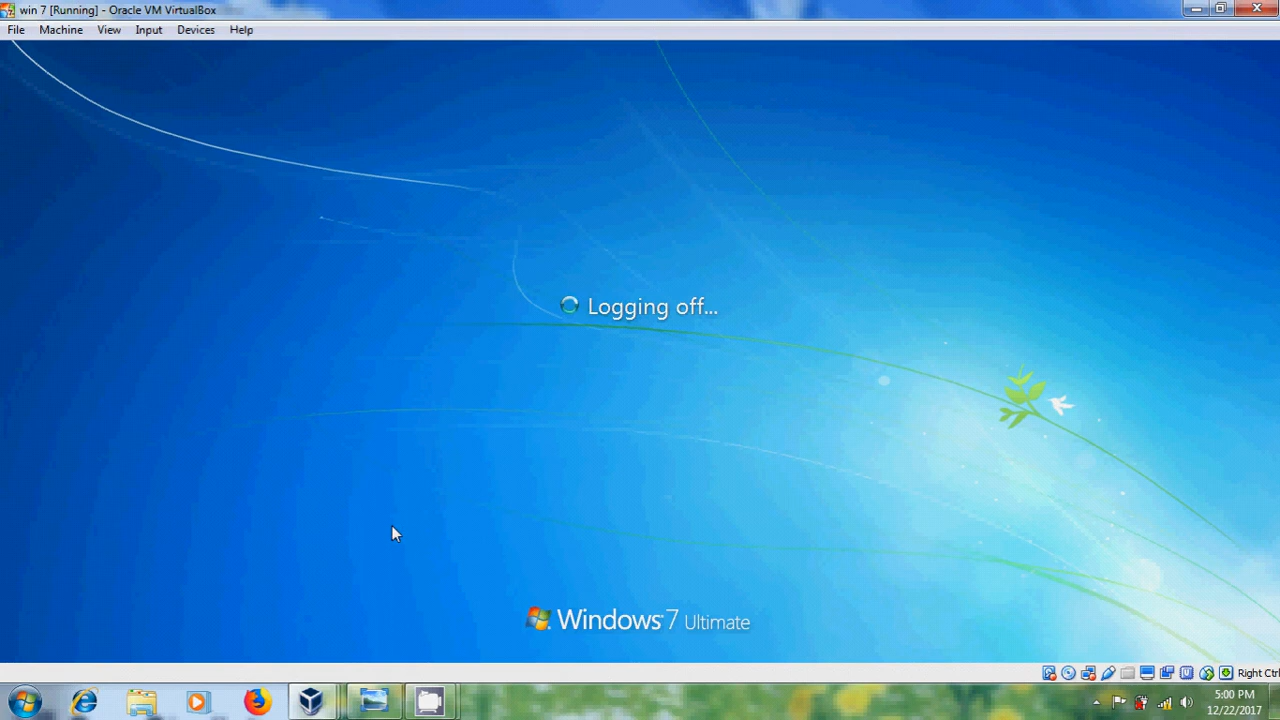 win 7 [Running] - Oracle VM VirtualBox
File Machine View Input Devices Help
Logging off...
Windows 7 Ultimate
Right Ctrl
5:00 PM
12/22/2017